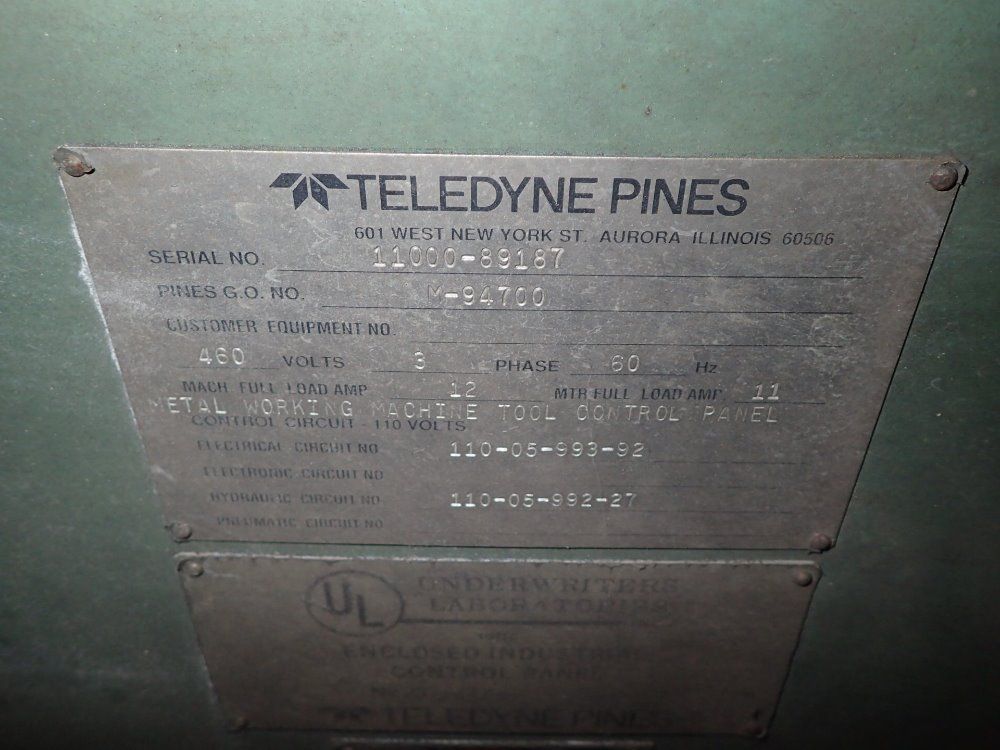 TELEDYNE PINES
601 WEST NEW YORK ST. AURORA ILLINOIS 60506
SERIAL NO. 11000-89187
PINES G.O. NO. M-94700
CUSTOMER EQUIPMENT NO.
460 VOLTS 3 PHASE 60 Hz
MACH FULL LOAD AMP 12 MTR FULL LOAD AMP 11
METAL WORKING MACHINE TOOL CONTROL PANEL
CONTROL CIRCUIT - 110 VOLTS
ELECTRICAL CIRCUIT NO 110-05-993-92
ELECTRONIC CIRCUIT NO
HYDRAULIC CIRCUIT NO 110-05-992-27
PNEUMATIC CIRCUIT NO
UL UNDERWRITERS
LABORATORIES
ENCLOSED INDUSTRIAL
CONTROL PANEL
TELEDYNE PINES